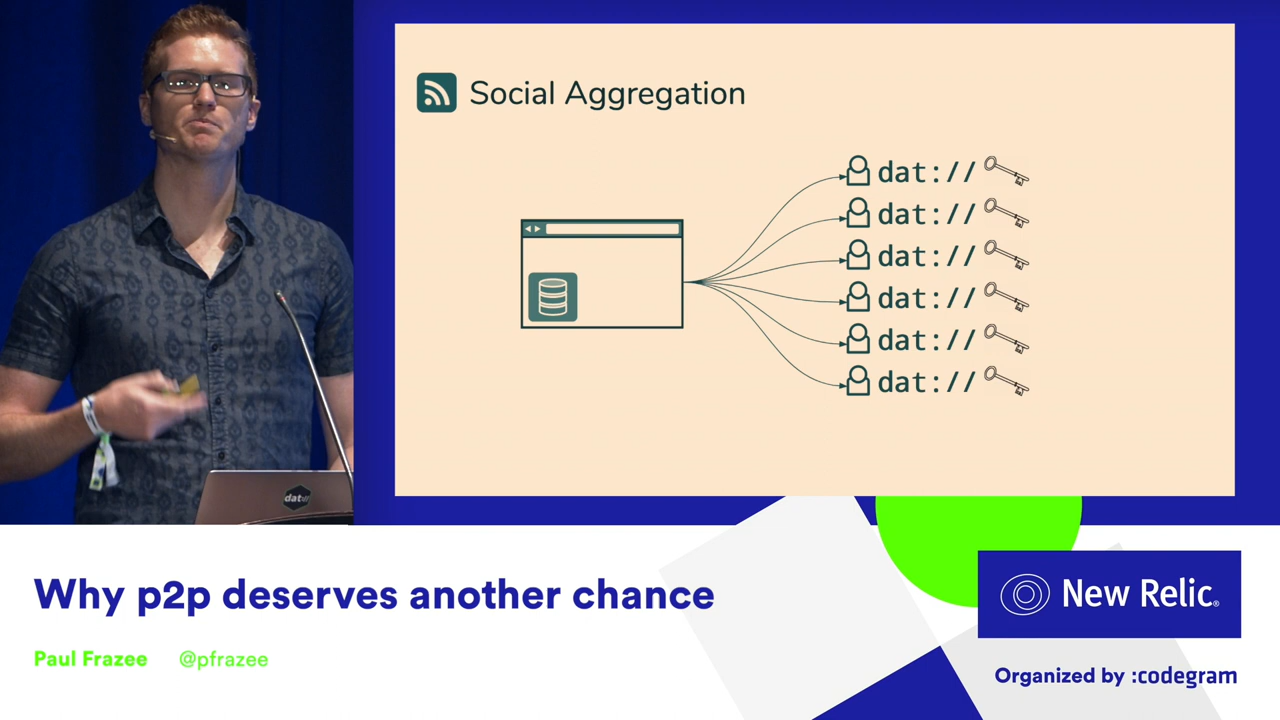 Social Aggregation
dat://
dat://
dat://
dat://
dat://
dat://
dat://
Why p2p deserves another chance
Paul Frazee @pfrazee
New Relic®
Organized by :codegram